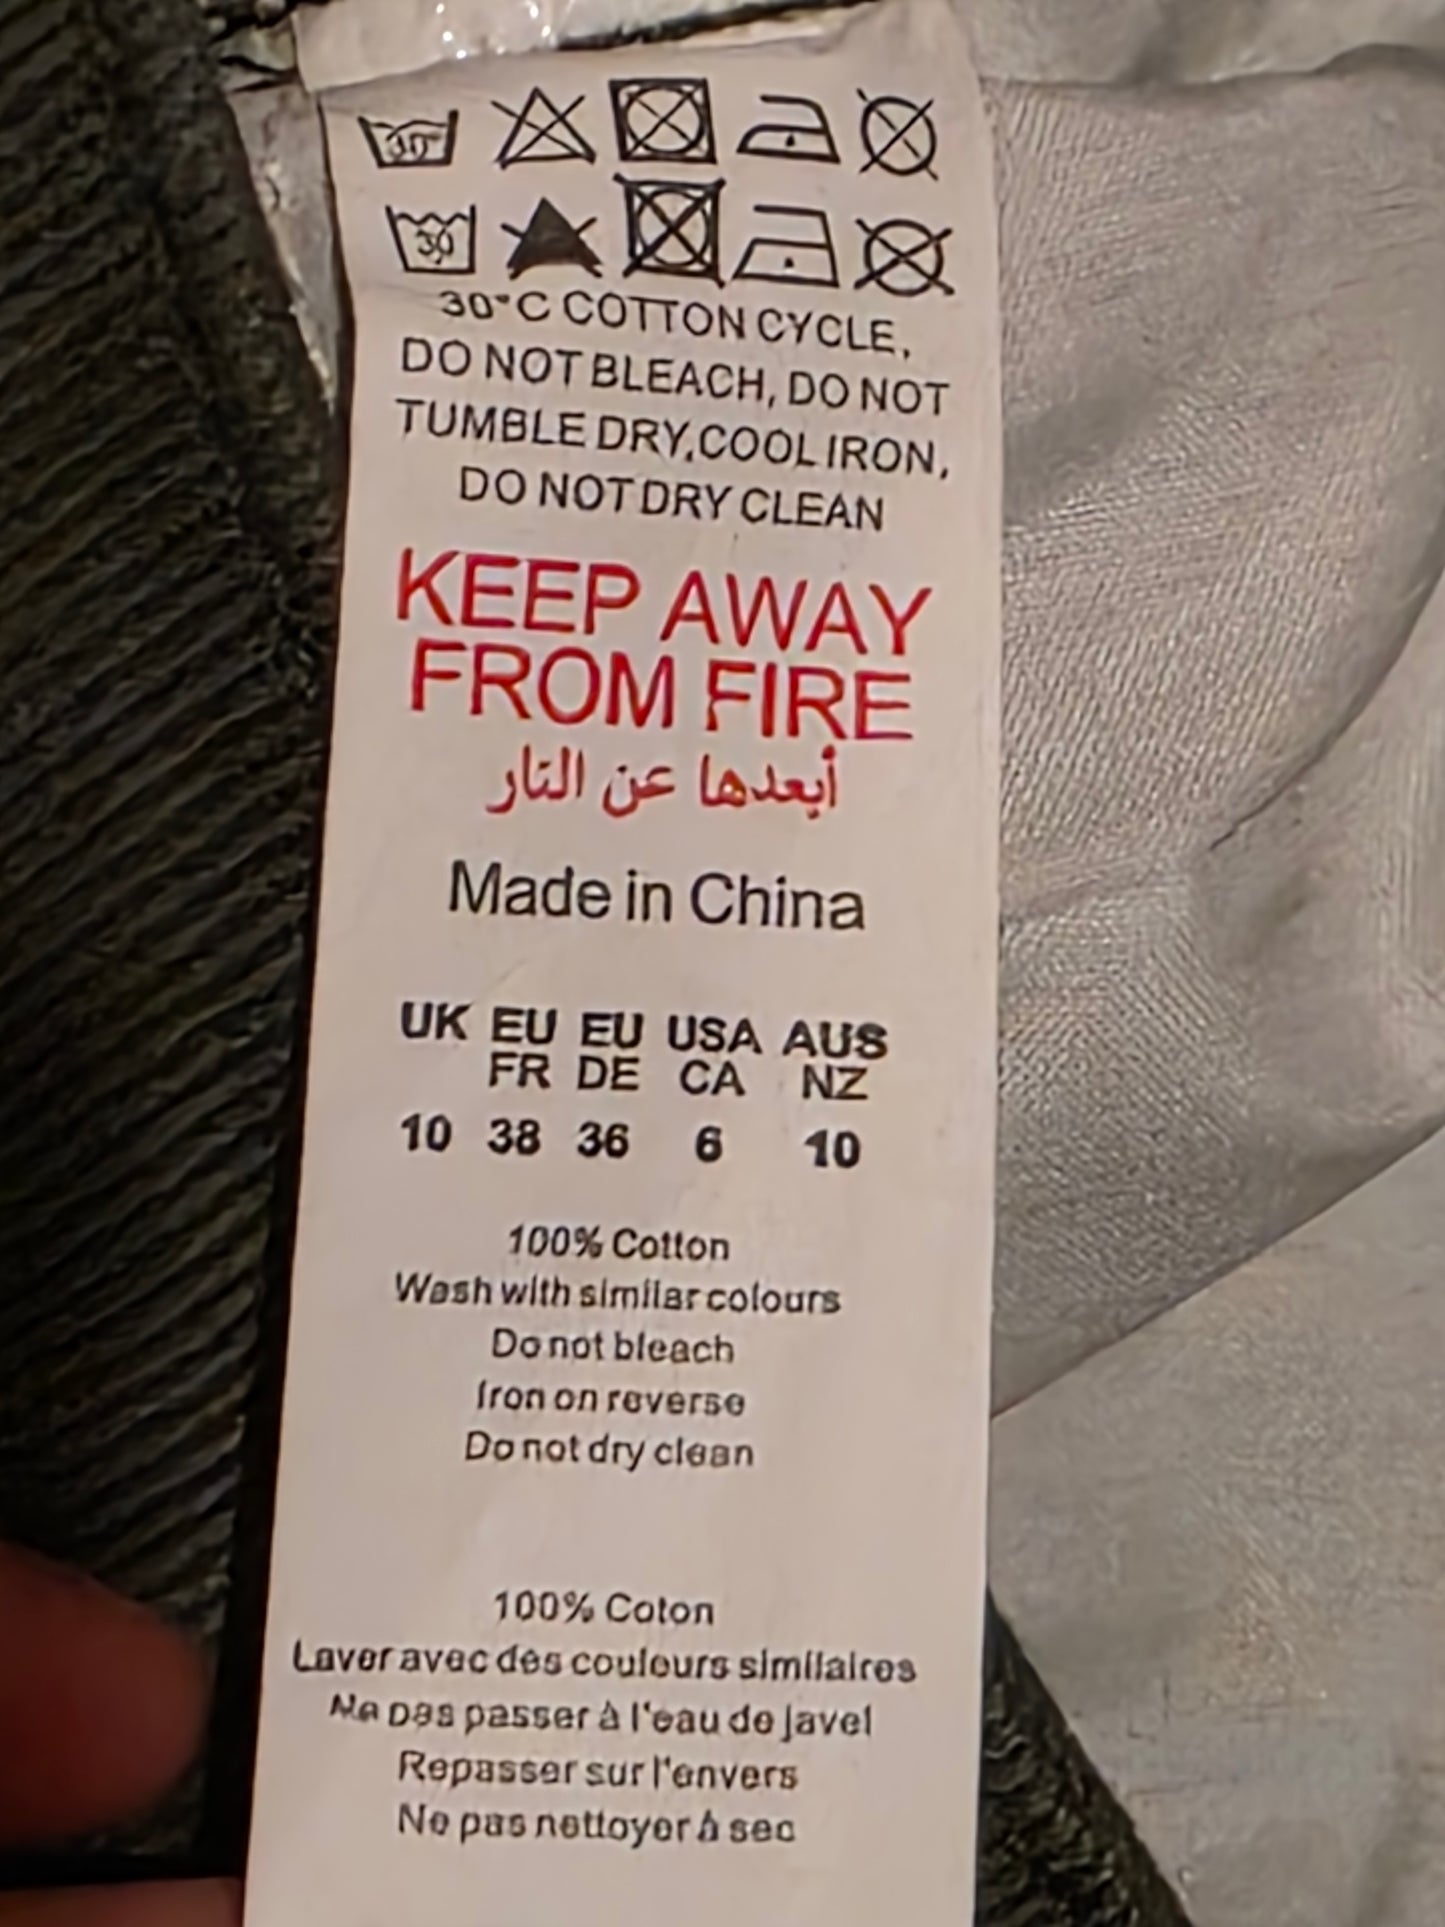 30°
30
30°C COTTON CYCLE,
DO NOT BLEACH, DO NOT
TUMBLE DRY, COOL IRON,
DO NOT DRY CLEAN
KEEP AWAY
FROM FIRE
أبعدها عن النار
Made in China
UK EU EU USA AUS
FR DE CA NZ
10 38 36 6 10
100% Cotton
Wash with similar colours
Do not bleach
Iron on reverse
Do not dry clean
100% Coton
Laver avec des couleurs similaires
Ne pas passer à l'eau de javel
Repasser sur l'envers
Ne pas nettoyer à sec